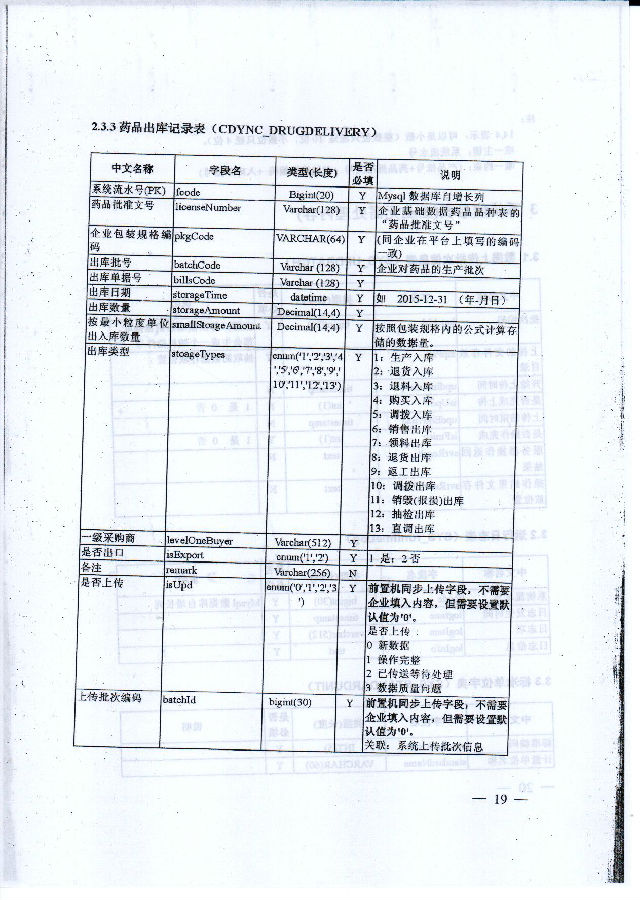 2.3.3 药品出库记录表（CDYNC_DRUGDELIVERY）
中文名称 字段名 类型(长度) 是否必填 说明
系统流水号(PK) fcode Bigint(20) Y Mysql 数据库自增长列
药品批准文号 licenseNumber Varchar(128) Y 企业基础数据药品品种表的
“药品批准文号”
企业包装规格编 pkgCode VARCHAR(64) Y (同企业在平台上填写的编码
码 一致)
出库批号 batchCode Varchar (128) Y 企业对药品的生产批次
出库单据号 billsCode Varchar (128) Y
出库日期 storageTime datetime Y 如 2015-12-31 （年-月日）
出库数量 storageAmount Decimal(14,4) Y
按最小粒度单位 smallStoageAmount Decimal(14,4) Y 按照包装规格内的公式计算存
出入库数量 储的数据量。
出库类型 stoageTypes enum('1','2','3','4 Y 1：生产入库
','5','6','7','8','9',' 2：退货入库
10','11','12','13') 3：退料入库
4：购买入库
5：调拨入库
6：销售出库
7：领料出库
8：退货出库
9：返工出库
10：调拨出库
11：销毁(报损)出库
12：抽检出库
13：直调出库
一级采购商 levelOneBuyer Varchar(512) Y
是否出口 isExport enum('1','2') Y 1 是；2 否
备注 remark Varchar(256) N
是否上传 isUpd enum('0','1','2','3 Y 前置机同步上传字段，不需要
') 企业填入内容，但需要设置默
认值为'0'。
是否上传：
0 新数据
1 操作完整
2 已传送等待处理
3 数据质量问题
上传批次编码 batchId bigint(30) Y 前置机同步上传字段，不需要
企业填入内容，但需要设置默
认值为'0'。
关联：系统上传批次信息
— 19 —